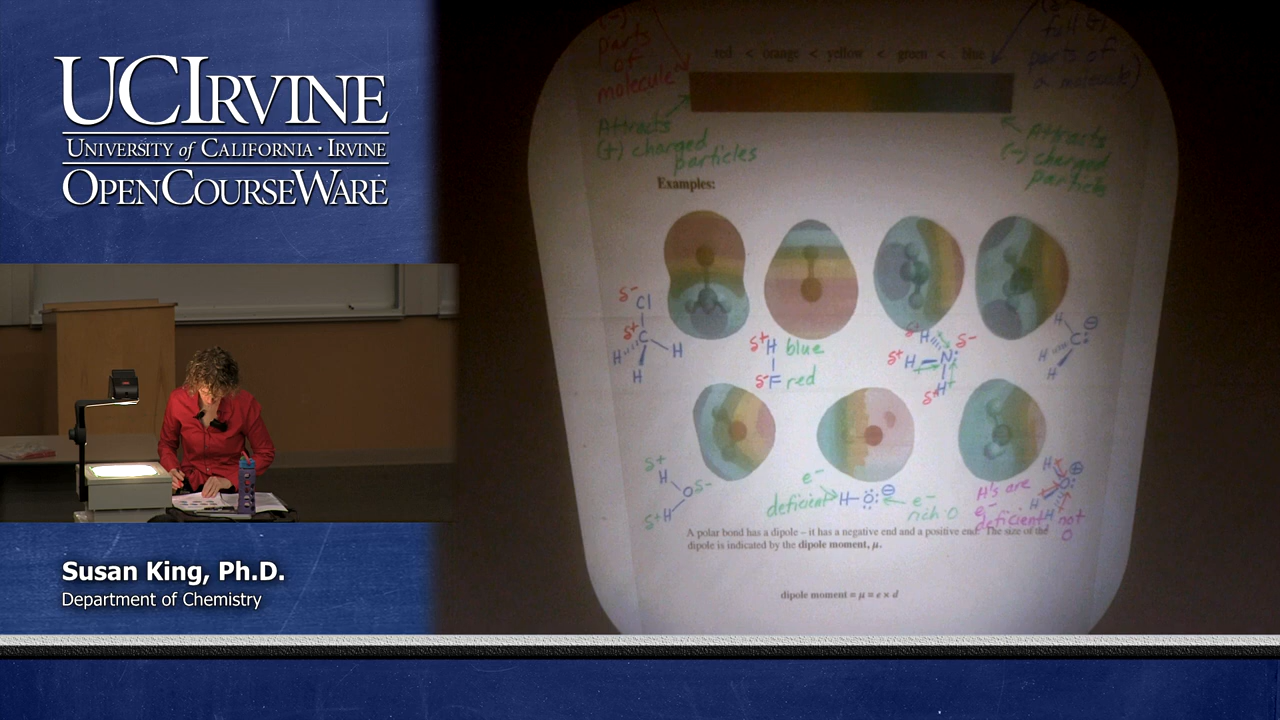 UCIRVINE
UNIVERSITY of CALIFORNIA · IRVINE
OPENCOURSEWARE
Susan King, Ph.D.
Department of Chemistry
parts
of
molecule
full (+)
parts of
a molecule)
red < orange < yellow < green < blue
Attracts
(+) charged
particles
Attracts
(-) charged
particle
Examples:
δ-
Cl
δ+
C
H
H
H
δ+ H blue
δ- F red
δ+
H
δ-
δ+ H N:
H
δ+
H
C:
⊖
H
H
δ+
H
O δ-
δ+ H
e-
deficient
H-O: ⊖
e-
rich O
H's are
e-
deficient
not
O
H
O:
⊕
H
H
A polar bond has a dipole – it has a negative end and a positive end. The size of the
dipole is indicated by the dipole moment, μ.
dipole moment = μ = e x d